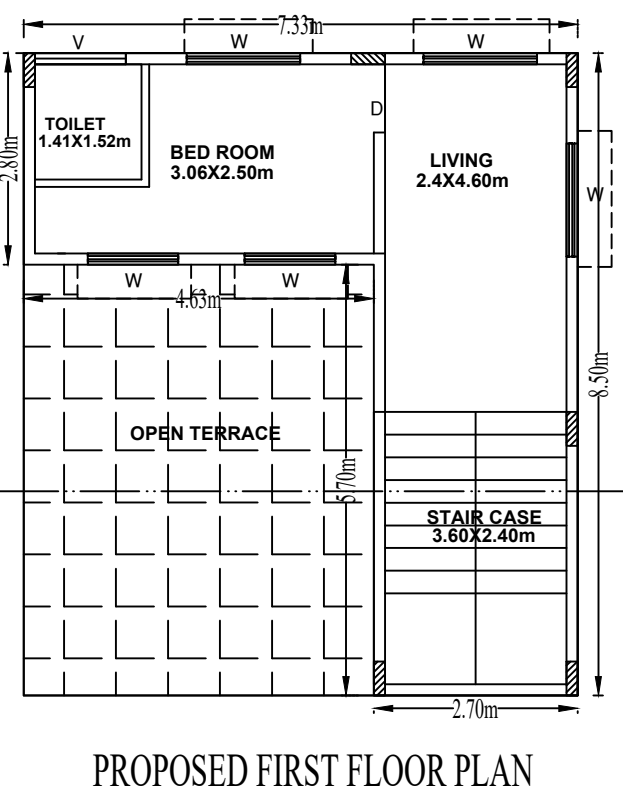 7.33m
V
W
W
D
TOILET
1.41X1.52m
BED ROOM
3.06X2.50m
LIVING
2.4X4.60m
2.80m
W
W
W
4.63m
8.50m
OPEN TERRACE
5.70m
STAIR CASE
3.60X2.40m
2.70m
PROPOSED FIRST FLOOR PLAN